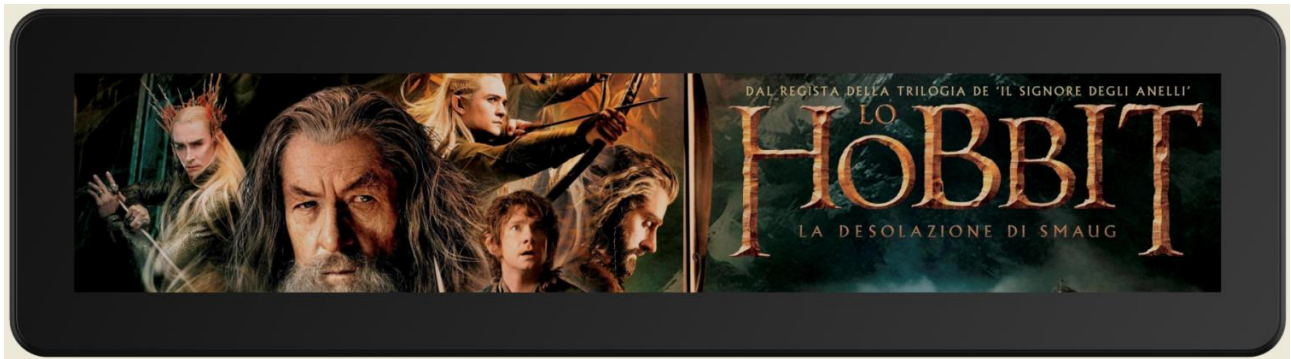 DAL REGISTA DELLA TRILOGIA DE 'IL SIGNORE DEGLI ANELLI'
LO
HOBBIT
LA DESOLAZIONE DI SMAUG